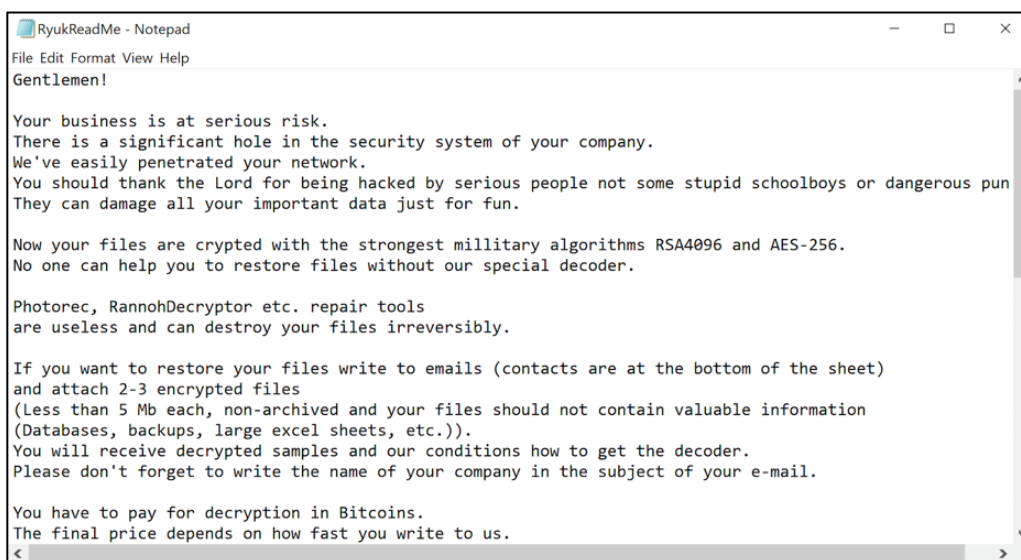 RyukReadMe - Notepad
File Edit Format View Help
Gentlemen!
Your business is at serious risk.
There is a significant hole in the security system of your company.
We've easily penetrated your network.
You should thank the Lord for being hacked by serious people not some stupid schoolboys or dangerous pun
They can damage all your important data just for fun.
Now your files are crypted with the strongest millitary algorithms RSA4096 and AES-256.
No one can help you to restore files without our special decoder.
Photorec, RannohDecryptor etc. repair tools
are useless and can destroy your files irreversibly.
If you want to restore your files write to emails (contacts are at the bottom of the sheet)
and attach 2-3 encrypted files
(Less than 5 Mb each, non-archived and your files should not contain valuable information
(Databases, backups, large excel sheets, etc.)).
You will receive decrypted samples and our conditions how to get the decoder.
Please don't forget to write the name of your company in the subject of your e-mail.
You have to pay for decryption in Bitcoins.
The final price depends on how fast you write to us.